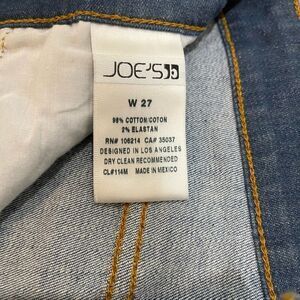 JOE'S
W 27
98% COTTON/COTON
2% ELASTAN
RN# 106214 CA# 35037
DESIGNED IN LOS ANGELES
DRY CLEAN RECOMMENDED
CL#114M MADE IN MEXICO